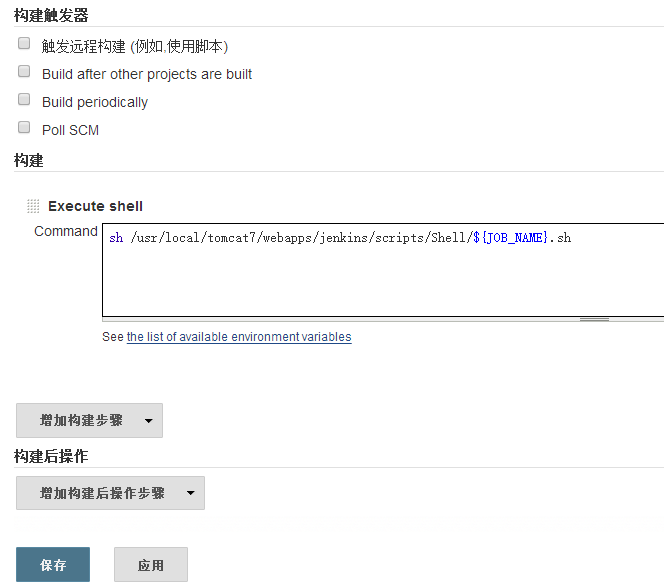 构建触发器
触发远程构建 (例如,使用脚本)
Build after other projects are built
Build periodically
Poll SCM
构建
Execute shell
Command sh /usr/local/tomcat7/webapps/jenkins/scripts/Shell/${JOB_NAME}.sh
See the list of available environment variables
增加构建步骤
构建后操作
增加构建后操作步骤
保存 应用